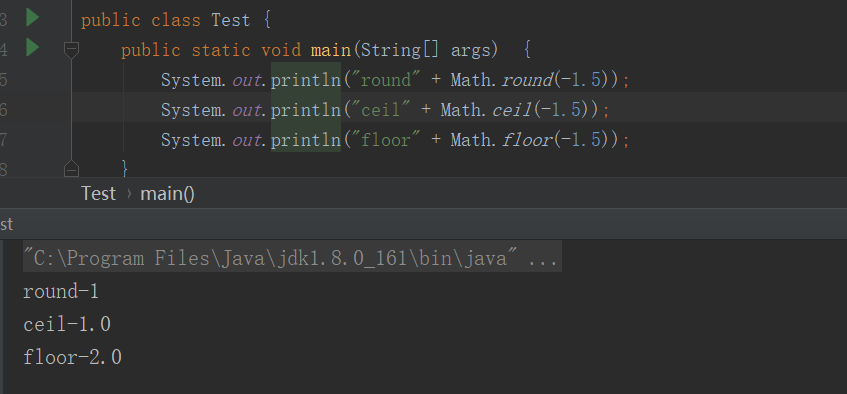 3 public class Test {
4 public static void main(String[] args)  {
5 System.out.println("round" + Math.round(-1.5));
6 System.out.println("ceil" + Math.ceil(-1.5));
7 System.out.println("floor" + Math.floor(-1.5));
8 }
Test › main()
st
"C:\Program Files\Java\jdk1.8.0_161\bin\java" ...
round-1
ceil-1.0
floor-2.0